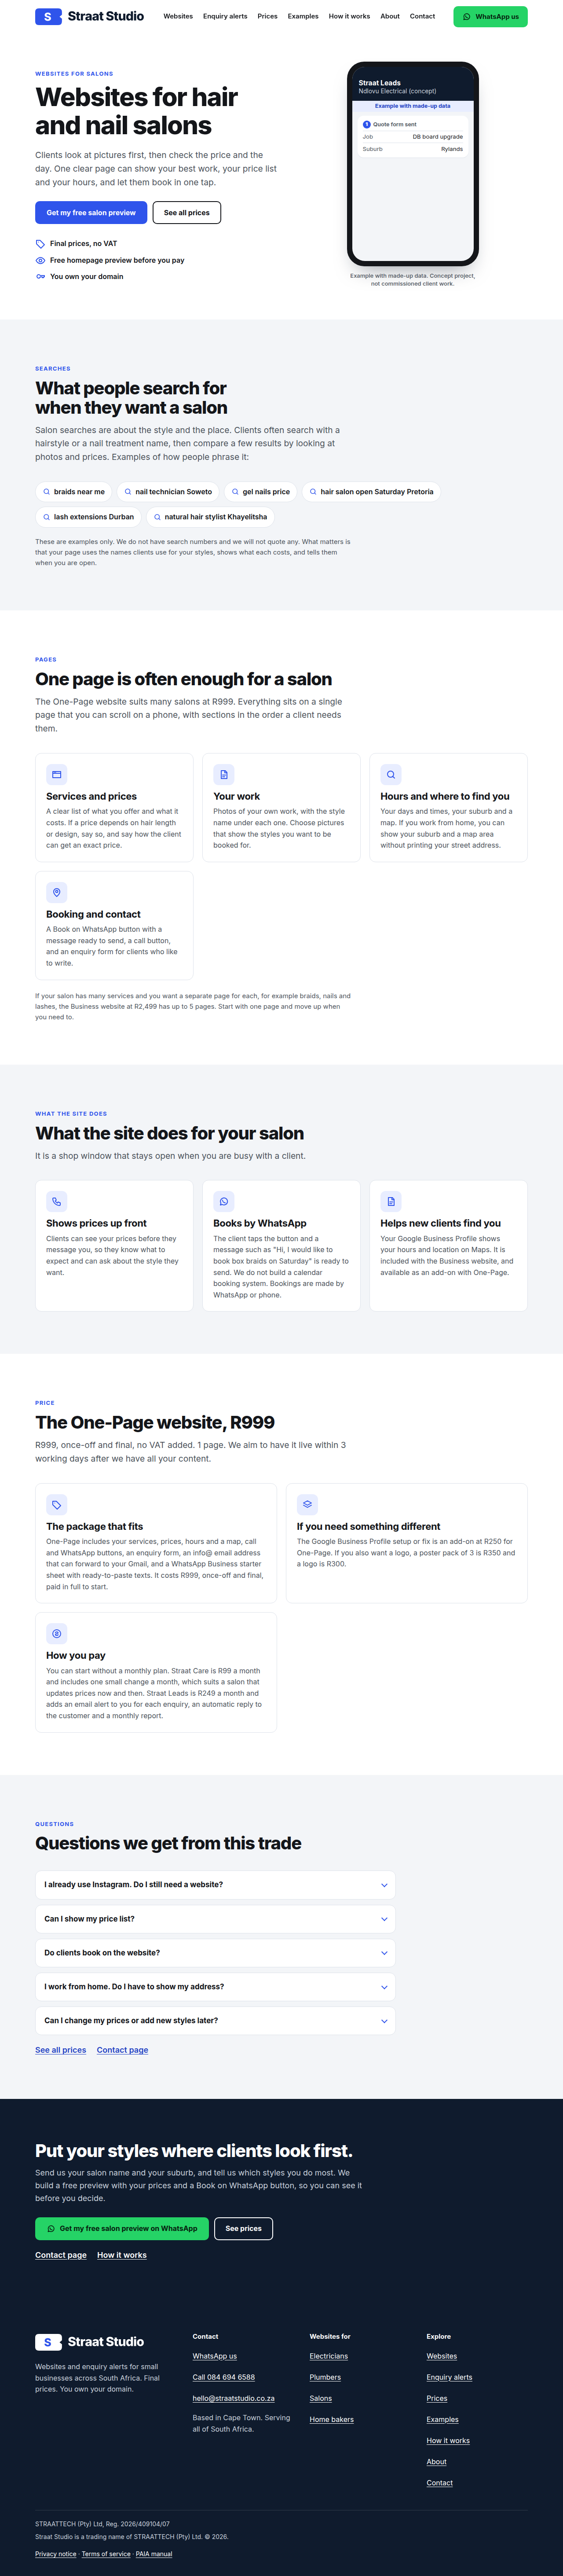 S Straat Studio
Websites
Enquiry alerts
Prices
Examples
How it works
About
Contact
WhatsApp us
WEBSITES FOR SALONS
Websites for hair
and nail salons
Clients look at pictures first, then check the price and the
day. One clear page can show your best work, your price list
and your hours, and let them book in one tap.
Get my free salon preview
See all prices
Final prices, no VAT
Free homepage preview before you pay
You own your domain
Straat Leads
Ndlovu Electrical (concept)
Example with made-up data
1 Quote form sent
Job DB board upgrade
Suburb Rylands
Example with made-up data. Concept project,
not commissioned client work.
SEARCHES
What people search for
when they want a salon
Salon searches are about the style and the place. Clients often search with a
hairstyle or a nail treatment name, then compare a few results by looking at
photos and prices. Examples of how people phrase it:
braids near me
nail technician Soweto
gel nails price
hair salon open Saturday Pretoria
lash extensions Durban
natural hair stylist Khayelitsha
These are examples only. We do not have search numbers and we will not quote any. What matters is
that your page uses the names clients use for your styles, shows what each costs, and tells them
when you are open.
PAGES
One page is often enough for a salon
The One-Page website suits many salons at R999. Everything sits on a single
page that you can scroll on a phone, with sections in the order a client needs
them.
Services and prices
A clear list of what you offer and what it
costs. If a price depends on hair length
or design, say so, and say how the client
can get an exact price.
Your work
Photos of your own work, with the style
name under each one. Choose pictures
that show the styles you want to be
booked for.
Hours and where to find you
Your days and times, your suburb and a
map. If you work from home, you can
show your suburb and a map area
without printing your street address.
Booking and contact
A Book on WhatsApp button with a
message ready to send, a call button,
and an enquiry form for clients who like
to write.
If your salon has many services and you want a separate page for each, for example braids, nails and
lashes, the Business website at R2,499 has up to 5 pages. Start with one page and move up when
you need to.
WHAT THE SITE DOES
What the site does for your salon
It is a shop window that stays open when you are busy with a client.
Shows prices up front
Clients can see your prices before they
message you, so they know what to
expect and can ask about the style they
want.
Books by WhatsApp
The client taps the button and a
message such as "Hi, I would like to
book box braids on Saturday" is ready to
send. We do not build a calendar
booking system. Bookings are made by
WhatsApp or phone.
Helps new clients find you
Your Google Business Profile shows
your hours and location on Maps. It is
included with the Business website, and
available as an add-on with One-Page.
PRICE
The One-Page website, R999
R999, once-off and final, no VAT added. 1 page. We aim to have it live within 3
working days after we have all your content.
The package that fits
One-Page includes your services, prices, hours and a map, call
and WhatsApp buttons, an enquiry form, an info@ email address
that can forward to your Gmail, and a WhatsApp Business starter
sheet with ready-to-paste texts. It costs R999, once-off and final,
paid in full to start.
If you need something different
The Google Business Profile setup or fix is an add-on at R250 for
One-Page. If you also want a logo, a poster pack of 3 is R350 and
a logo is R300.
How you pay
You can start without a monthly plan. Straat Care is R99 a month
and includes one small change a month, which suits a salon that
updates prices now and then. Straat Leads is R249 a month and
adds an email alert to you for each enquiry, an automatic reply to
the customer and a monthly report.
QUESTIONS
Questions we get from this trade
I already use Instagram. Do I still need a website?
Can I show my price list?
Do clients book on the website?
I work from home. Do I have to show my address?
Can I change my prices or add new styles later?
See all prices
Contact page
Put your styles where clients look first.
Send us your salon name and your suburb, and tell us which styles you do most. We
build a free preview with your prices and a Book on WhatsApp button, so you can see it
before you decide.
Get my free salon preview on WhatsApp
See prices
Contact page
How it works
S Straat Studio
Websites and enquiry alerts for small
businesses across South Africa. Final
prices. You own your domain.
Contact
WhatsApp us
Call 084 694 6588
hello@straatstudio.co.za
Based in Cape Town. Serving
all of South Africa.
Websites for
Electricians
Plumbers
Salons
Home bakers
Explore
Websites
Enquiry alerts
Prices
Examples
How it works
About
Contact
STRAATTECH (Pty) Ltd, Reg. 2026/409104/07
Straat Studio is a trading name of STRAATTECH (Pty) Ltd. © 2026.
Privacy notice · Terms of service · PAIA manual